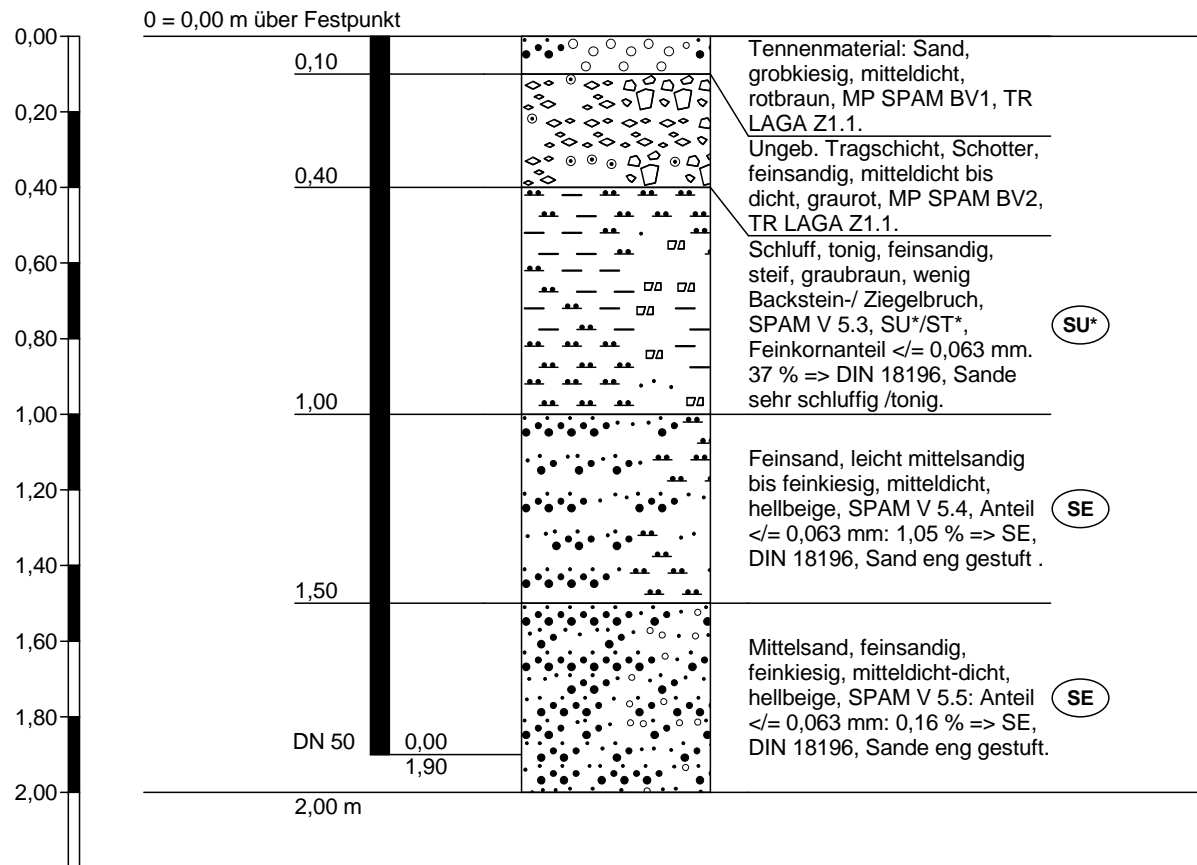 0 = 0,00 m über Festpunkt
0,00
0,20
0,40
0,60
0,80
1,00
1,20
1,40
1,60
1,80
2,00
0,10
0,40
1,00
1,50
DN 50
0,00
1,90
2,00 m
Tennenmaterial: Sand,
grobkiesig, mitteldicht,
rotbraun, MP SPAM BV1, TR
LAGA Z1.1.
Ungeb. Tragschicht, Schotter,
feinsandig, mitteldicht bis
dicht, graurot, MP SPAM BV2,
TR LAGA Z1.1.
Schluff, tonig, feinsandig,
steif, graubraun, wenig
Backstein-/ Ziegelbruch,
SPAM V 5.3, SU*/ST*,
Feinkornanteil </= 0,063 mm.
37 % => DIN 18196, Sande
sehr schluffig /tonig.
SU*
Feinsand, leicht mittelsandig
bis feinkiesig, mitteldicht,
hellbeige, SPAM V 5.4, Anteil
</= 0,063 mm: 1,05 % => SE,
DIN 18196, Sand eng gestuft .
SE
Mittelsand, feinsandig,
feinkiesig, mitteldicht-dicht,
hellbeige, SPAM V 5.5: Anteil
</= 0,063 mm: 0,16 % => SE,
DIN 18196, Sande eng gestuft.
SE